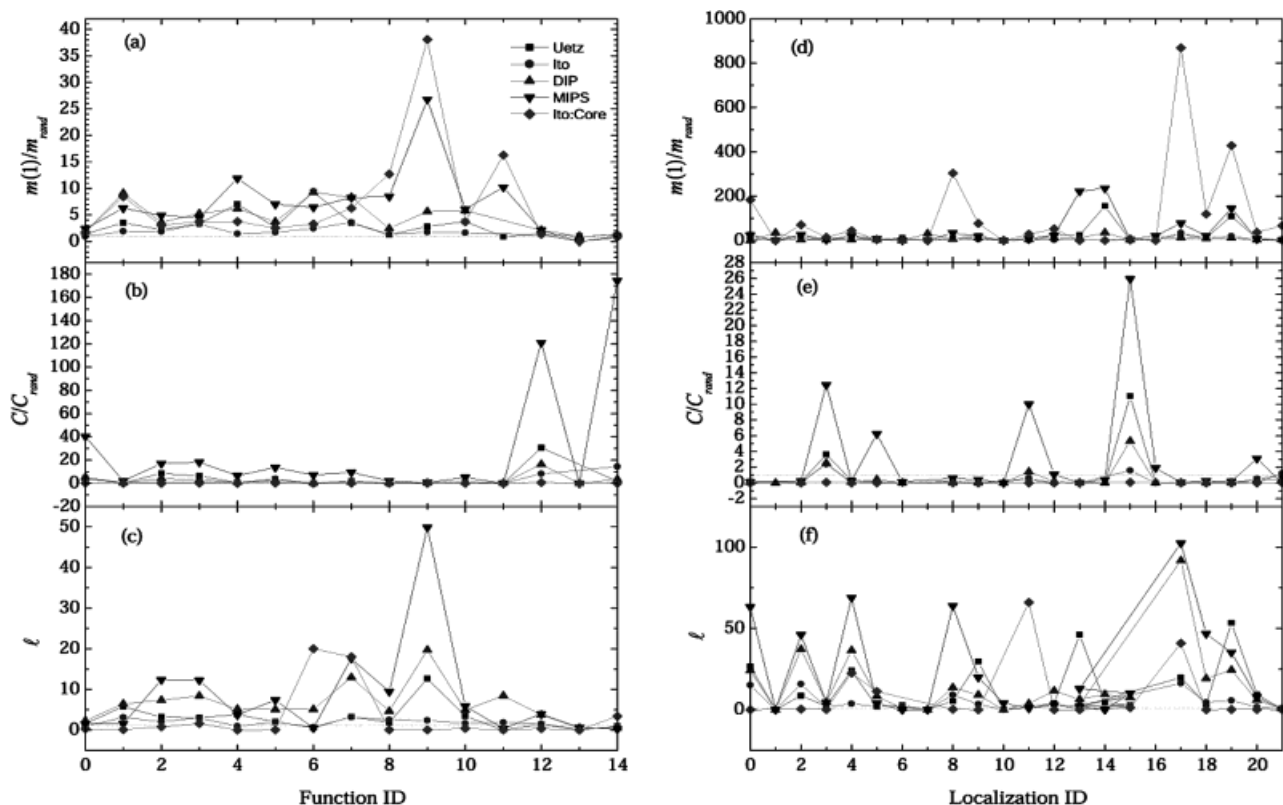 (a)
Uetz
Ito
DIP
MIPS
Ito:Core
m(1)/m_rand
40
35
30
25
20
15
10
5
0
(b)
C/C_rand
180
160
140
120
100
80
60
40
20
0
-20
(c)
ℓ
50
40
30
20
10
0
0 2 4 6 8 10 12 14
Function ID
(d)
m(1)/m_rand
1000
800
600
400
200
0
(e)
C/C_rand
28
26
24
22
20
18
16
14
12
10
8
6
4
2
0
-2
(f)
ℓ
100
50
0
0 2 4 6 8 10 12 14 16 18 20
Localization ID